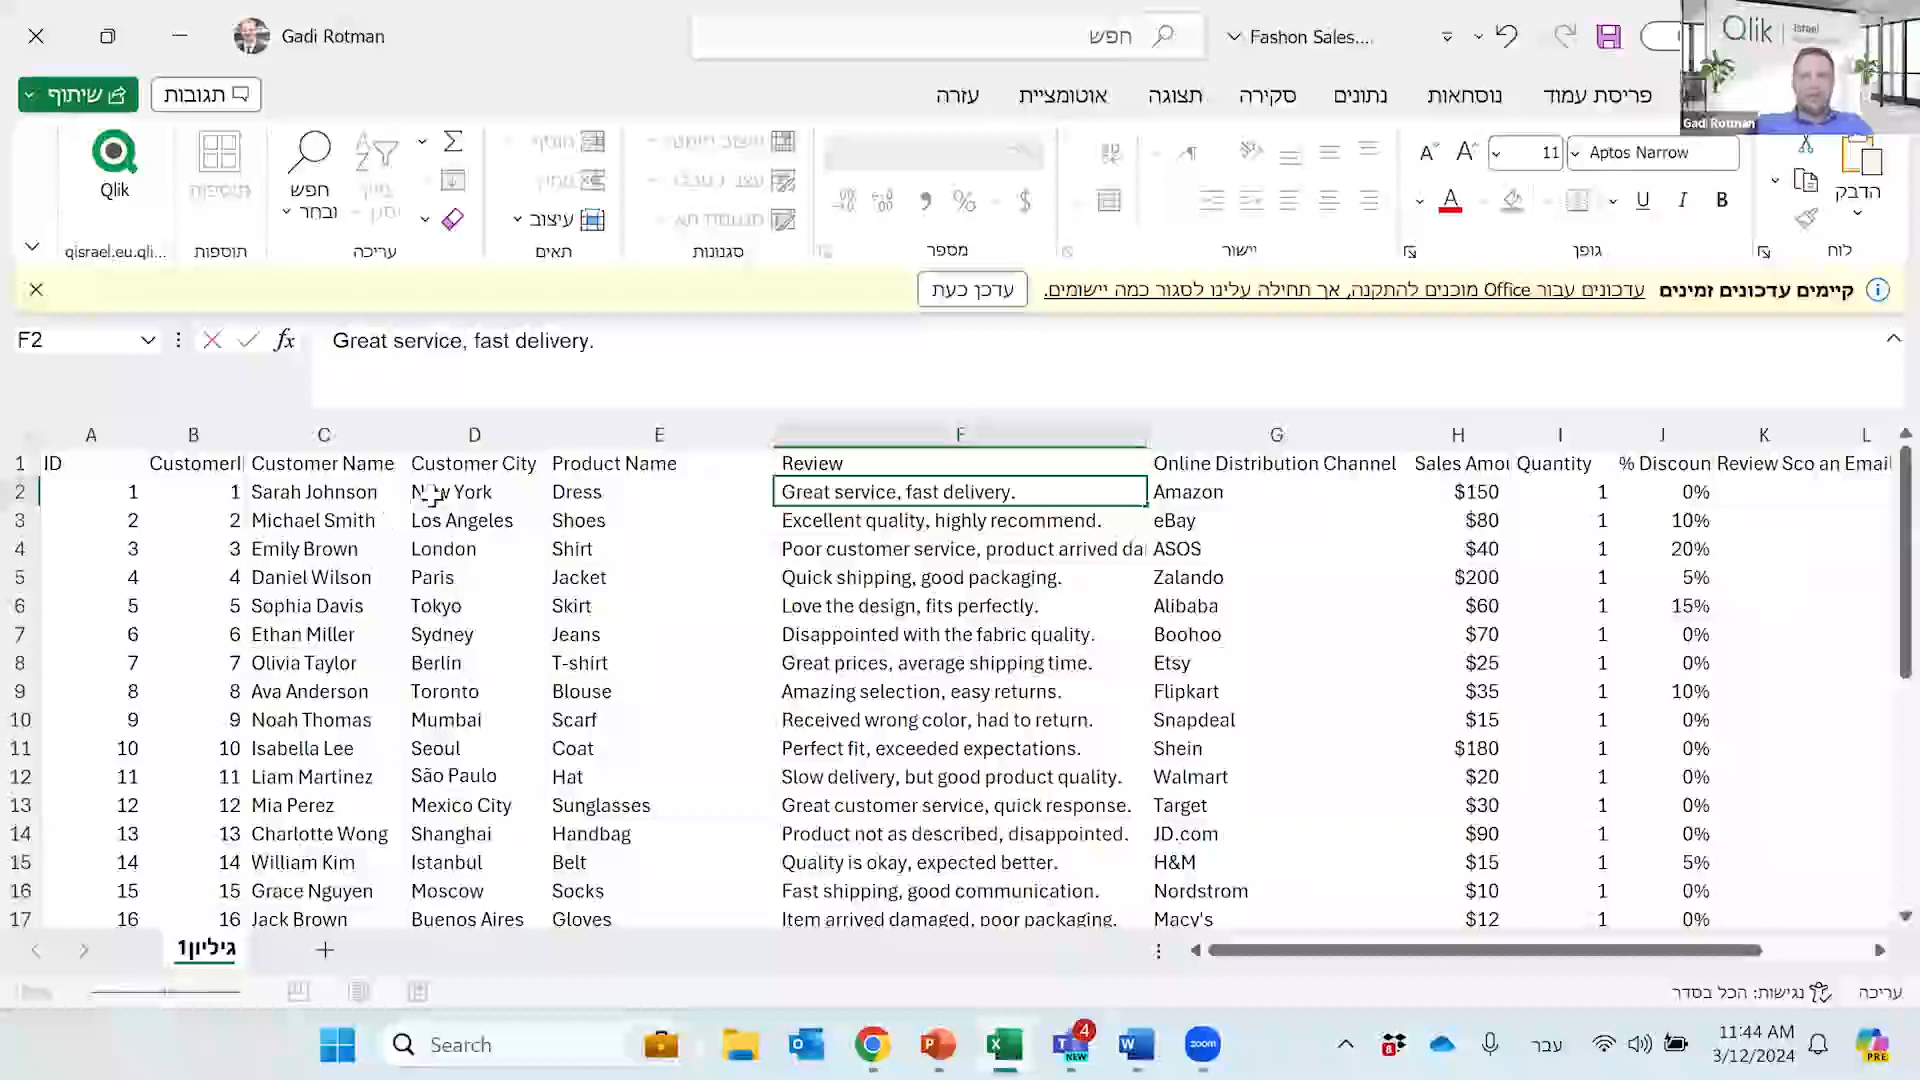 Gadi Rotman
חפש
Fashon Sales....
Qlik Israel
Gadi Rotman
שיתוף
תגובות
פריסת עמוד נוסחאות נתונים סקירה תצוגה אוטומציית עזרה
הדבק
Aptos Narrow 11
חפש ובחר
עיצוב
תוספות
Qlik
לוח גופן יישור מספר סגנונות תאים עריכה תוספות qisrael.eu.qli...
קיימים עדכונים זמינים עדכונים עבור Office מוכנים להתקנה, אך תחילה עלינו לסגור כמה יישומים. עדכן כעת
F2 fx Great service, fast delivery.
A B C D E F G H I J K L
1 ID CustomerI Customer Name Customer City Product Name Review Online Distribution Channel Sales Amou Quantity % Discoun Review Sco an Email
2 1 1 Sarah Johnson New York Dress Great service, fast delivery. Amazon $150 1 0%
3 2 2 Michael Smith Los Angeles Shoes Excellent quality, highly recommend. eBay $80 1 10%
4 3 3 Emily Brown London Shirt Poor customer service, product arrived da ASOS $40 1 20%
5 4 4 Daniel Wilson Paris Jacket Quick shipping, good packaging. Zalando $200 1 5%
6 5 5 Sophia Davis Tokyo Skirt Love the design, fits perfectly. Alibaba $60 1 15%
7 6 6 Ethan Miller Sydney Jeans Disappointed with the fabric quality. Boohoo $70 1 0%
8 7 7 Olivia Taylor Berlin T-shirt Great prices, average shipping time. Etsy $25 1 0%
9 8 8 Ava Anderson Toronto Blouse Amazing selection, easy returns. Flipkart $35 1 10%
10 9 9 Noah Thomas Mumbai Scarf Received wrong color, had to return. Snapdeal $15 1 0%
11 10 10 Isabella Lee Seoul Coat Perfect fit, exceeded expectations. Shein $180 1 0%
12 11 11 Liam Martinez São Paulo Hat Slow delivery, but good product quality. Walmart $20 1 0%
13 12 12 Mia Perez Mexico City Sunglasses Great customer service, quick response. Target $30 1 0%
14 13 13 Charlotte Wong Shanghai Handbag Product not as described, disappointed. JD.com $90 1 0%
15 14 14 William Kim Istanbul Belt Quality is okay, expected better. H&M $15 1 5%
16 15 15 Grace Nguyen Moscow Socks Fast shipping, good communication. Nordstrom $10 1 0%
17 16 16 Jack Brown Buenos Aires Gloves Item arrived damaged, poor packaging. Macy's $12 1 0%
גיליון1
עריכה נגישות: הכל בסדר
Search
4
NEW
zoom
8
עבר
11:44 AM
3/12/2024
PRE